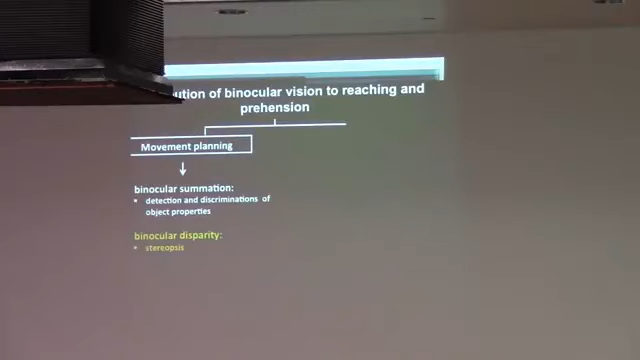 ution of binocular vision to reaching and
prehension
Movement planning
binocular summation:
• detection and discriminations of
object properties
binocular disparity:
• stereopsis